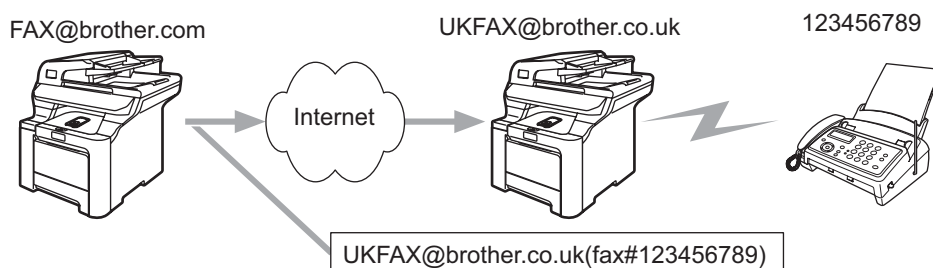 FAX@brother.com
UKFAX@brother.co.uk
123456789
Internet
UKFAX@brother.co.uk(fax#123456789)